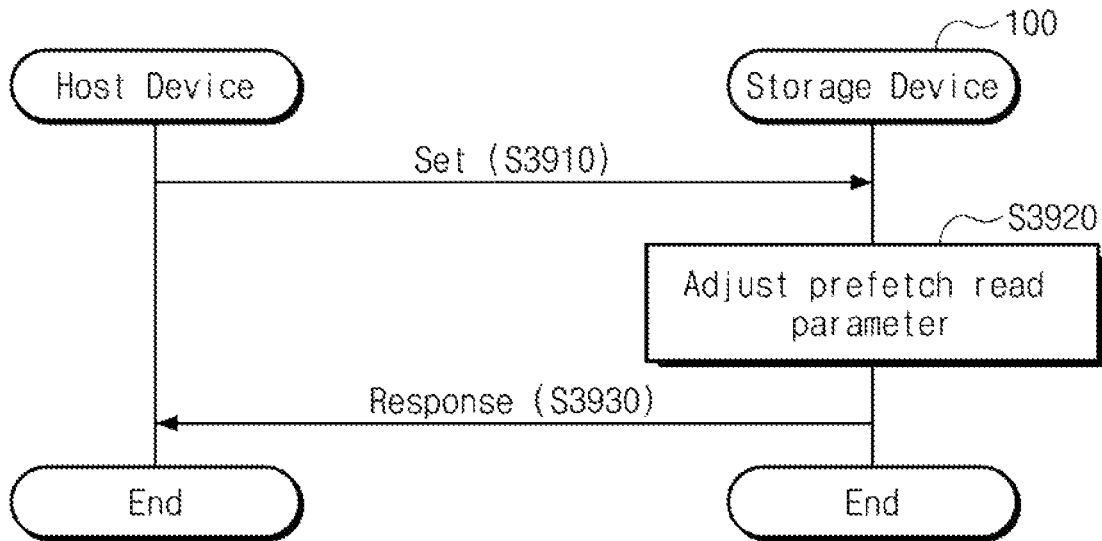 100
Host Device
Storage Device
Set (S3910)
S3920
Adjust prefetch read
parameter
Response (S3930)
End
End